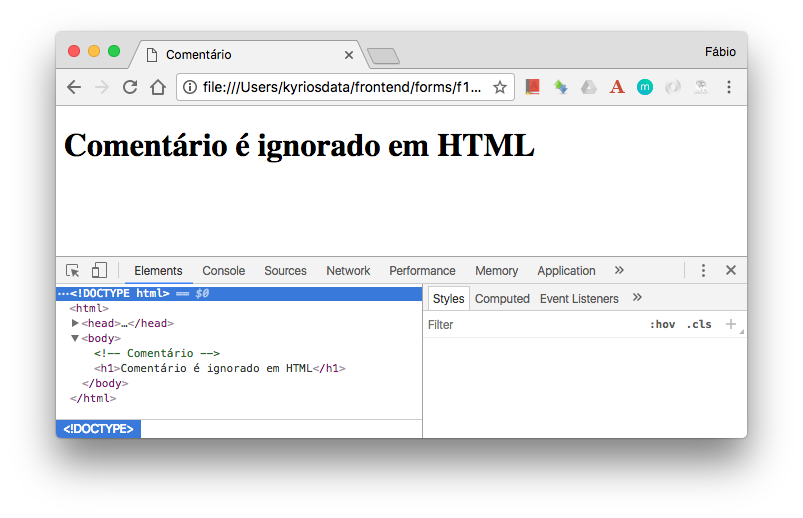 Comentário
Fábio
file:///Users/kyriosdata/frontend/forms/f1...
Comentário é ignorado em HTML
Elements Console Sources Network Performance Memory Application »
<!DOCTYPE html> == $0
<html>
<head>…</head>
<body>
<!-- Comentário -->
<h1>Comentário é ignorado em HTML</h1>
</body>
</html>
<!DOCTYPE>
Styles Computed Event Listeners »
Filter :hov .cls +